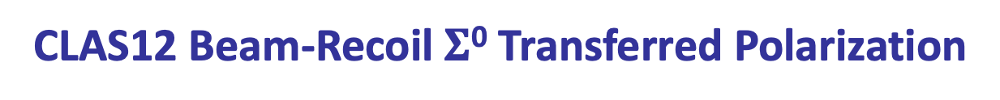 CLAS12 Beam-Recoil Σ⁰ Transferred Polarization